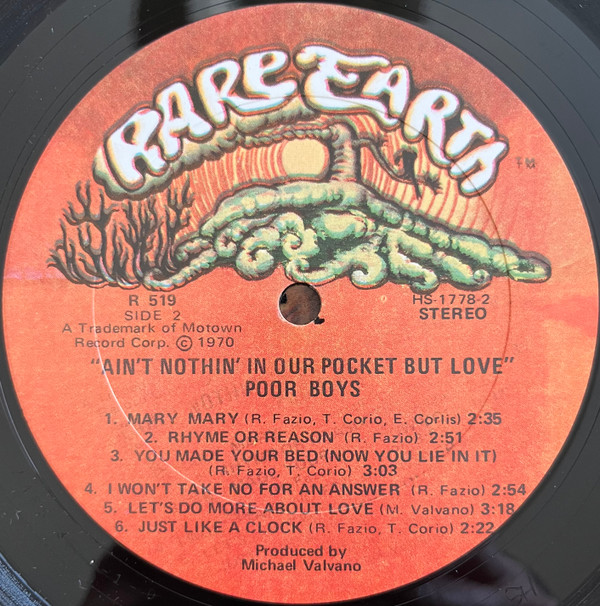 RARE EARTH
TM
R 519
HS-1778-2
SIDE 2
STEREO
A Trademark of Motown
Record Corp. © 1970
"AIN'T NOTHIN' IN OUR POCKET BUT LOVE"
POOR BOYS
1. MARY MARY (R. Fazio, T. Corio, E. Corlis) 2:35
2. RHYME OR REASON (R. Fazio) 2:51
3. YOU MADE YOUR BED (NOW YOU LIE IN IT)
(R. Fazio, T. Corio) 3:03
4. I WON'T TAKE NO FOR AN ANSWER (R. Fazio) 2:54
5. LET'S DO MORE ABOUT LOVE (M. Valvano) 3:18
6. JUST LIKE A CLOCK (R. Fazio, T. Corio) 2:22
Produced by
Michael Valvano